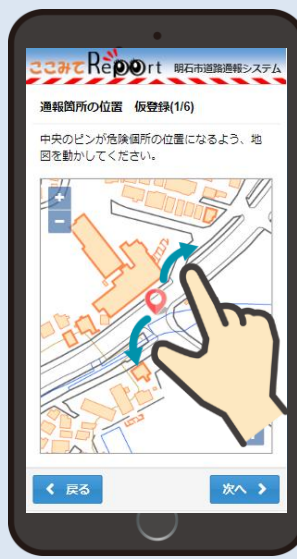 ここみてReport 明石市道路通報システム
通報箇所の位置　仮登録(1/6)
中央のピンが危険個所の位置になるよう、地
図を動かしてください。
+
−
戻る 次へ